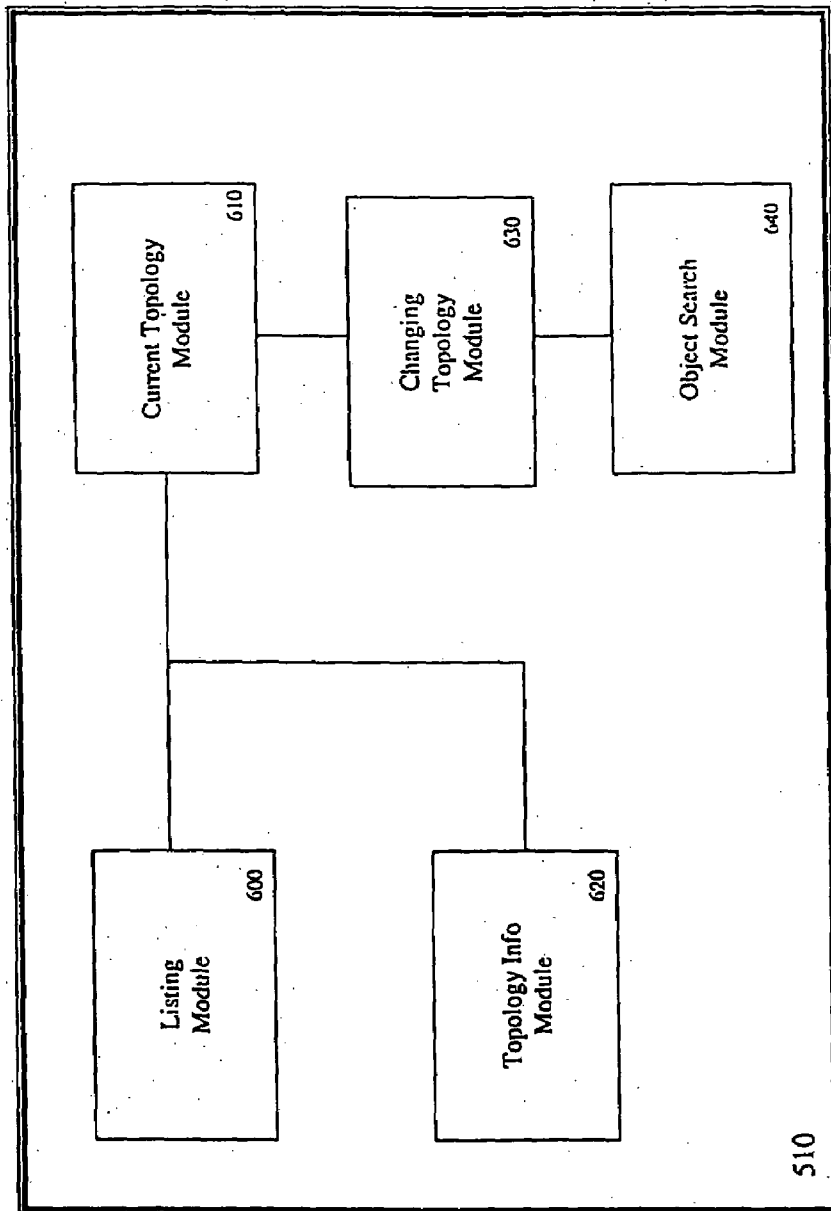 Listing
Module
600
Current Topology
Module
610
Topology Info
Module
620
Changing
Topology
Module
630
Object Search
Module
640
510